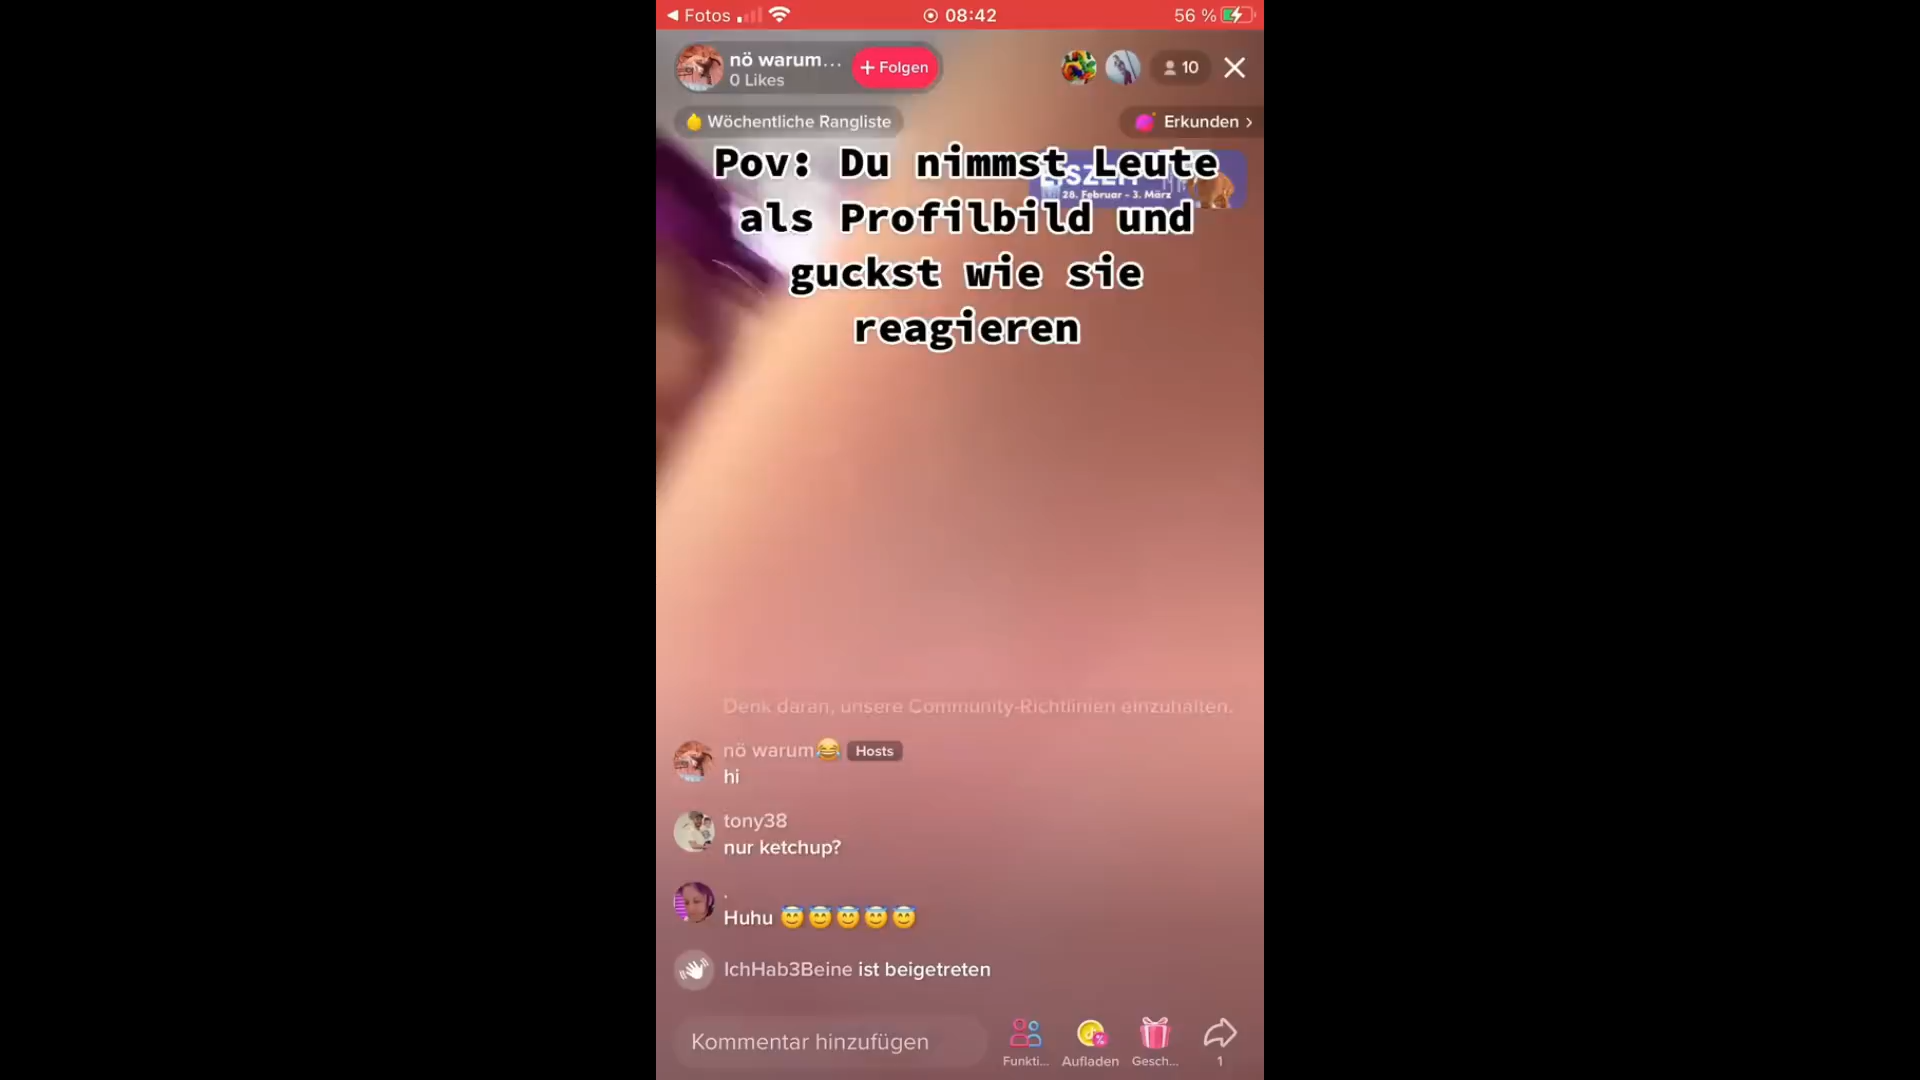 Fotos 08:42 56 %
nö warum... + Folgen 10
0 Likes
Wöchentliche Rangliste Erkunden >
Pov: Du nimmst Leute
28. Februar - 3. März
als Profilbild und
guckst wie sie
reagieren
Denk daran, unsere Community-Richtlinien einzuhalten.
nö warum😂 Hosts
hi
tony38
nur ketchup?
.
Huhu 😇😇😇😇😇
IchHab3Beine ist beigetreten
Kommentar hinzufügen
Funkti... Aufladen Gesch... 1